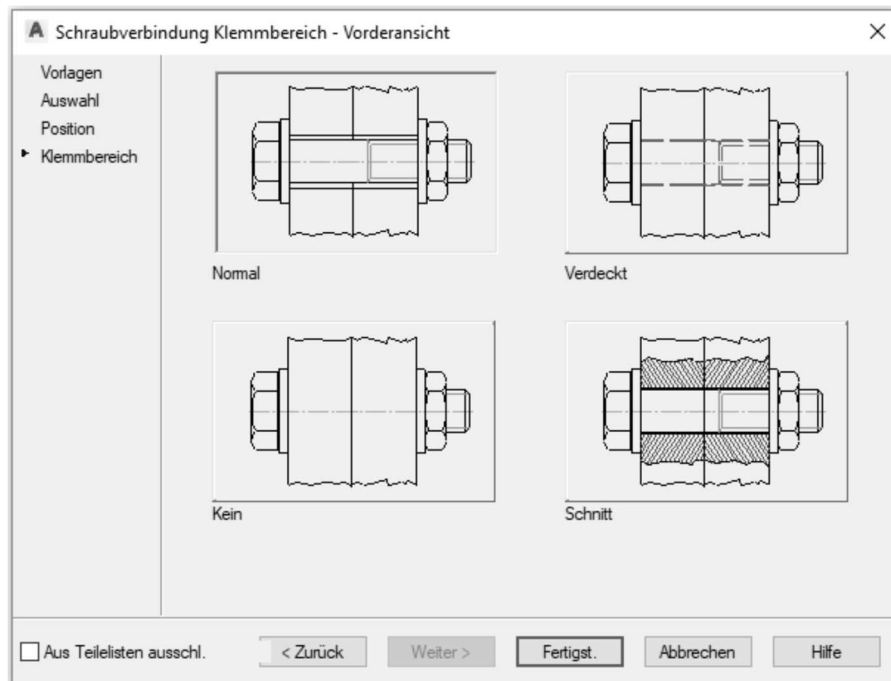 Schraubverbindung Klemmbereich - Vorderansicht
Vorlagen
Auswahl
Position
Klemmbereich
Normal
Verdeckt
Kein
Schnitt
Aus Teilelisten ausschl.
< Zurück
Weiter >
Fertigst.
Abbrechen
Hilfe